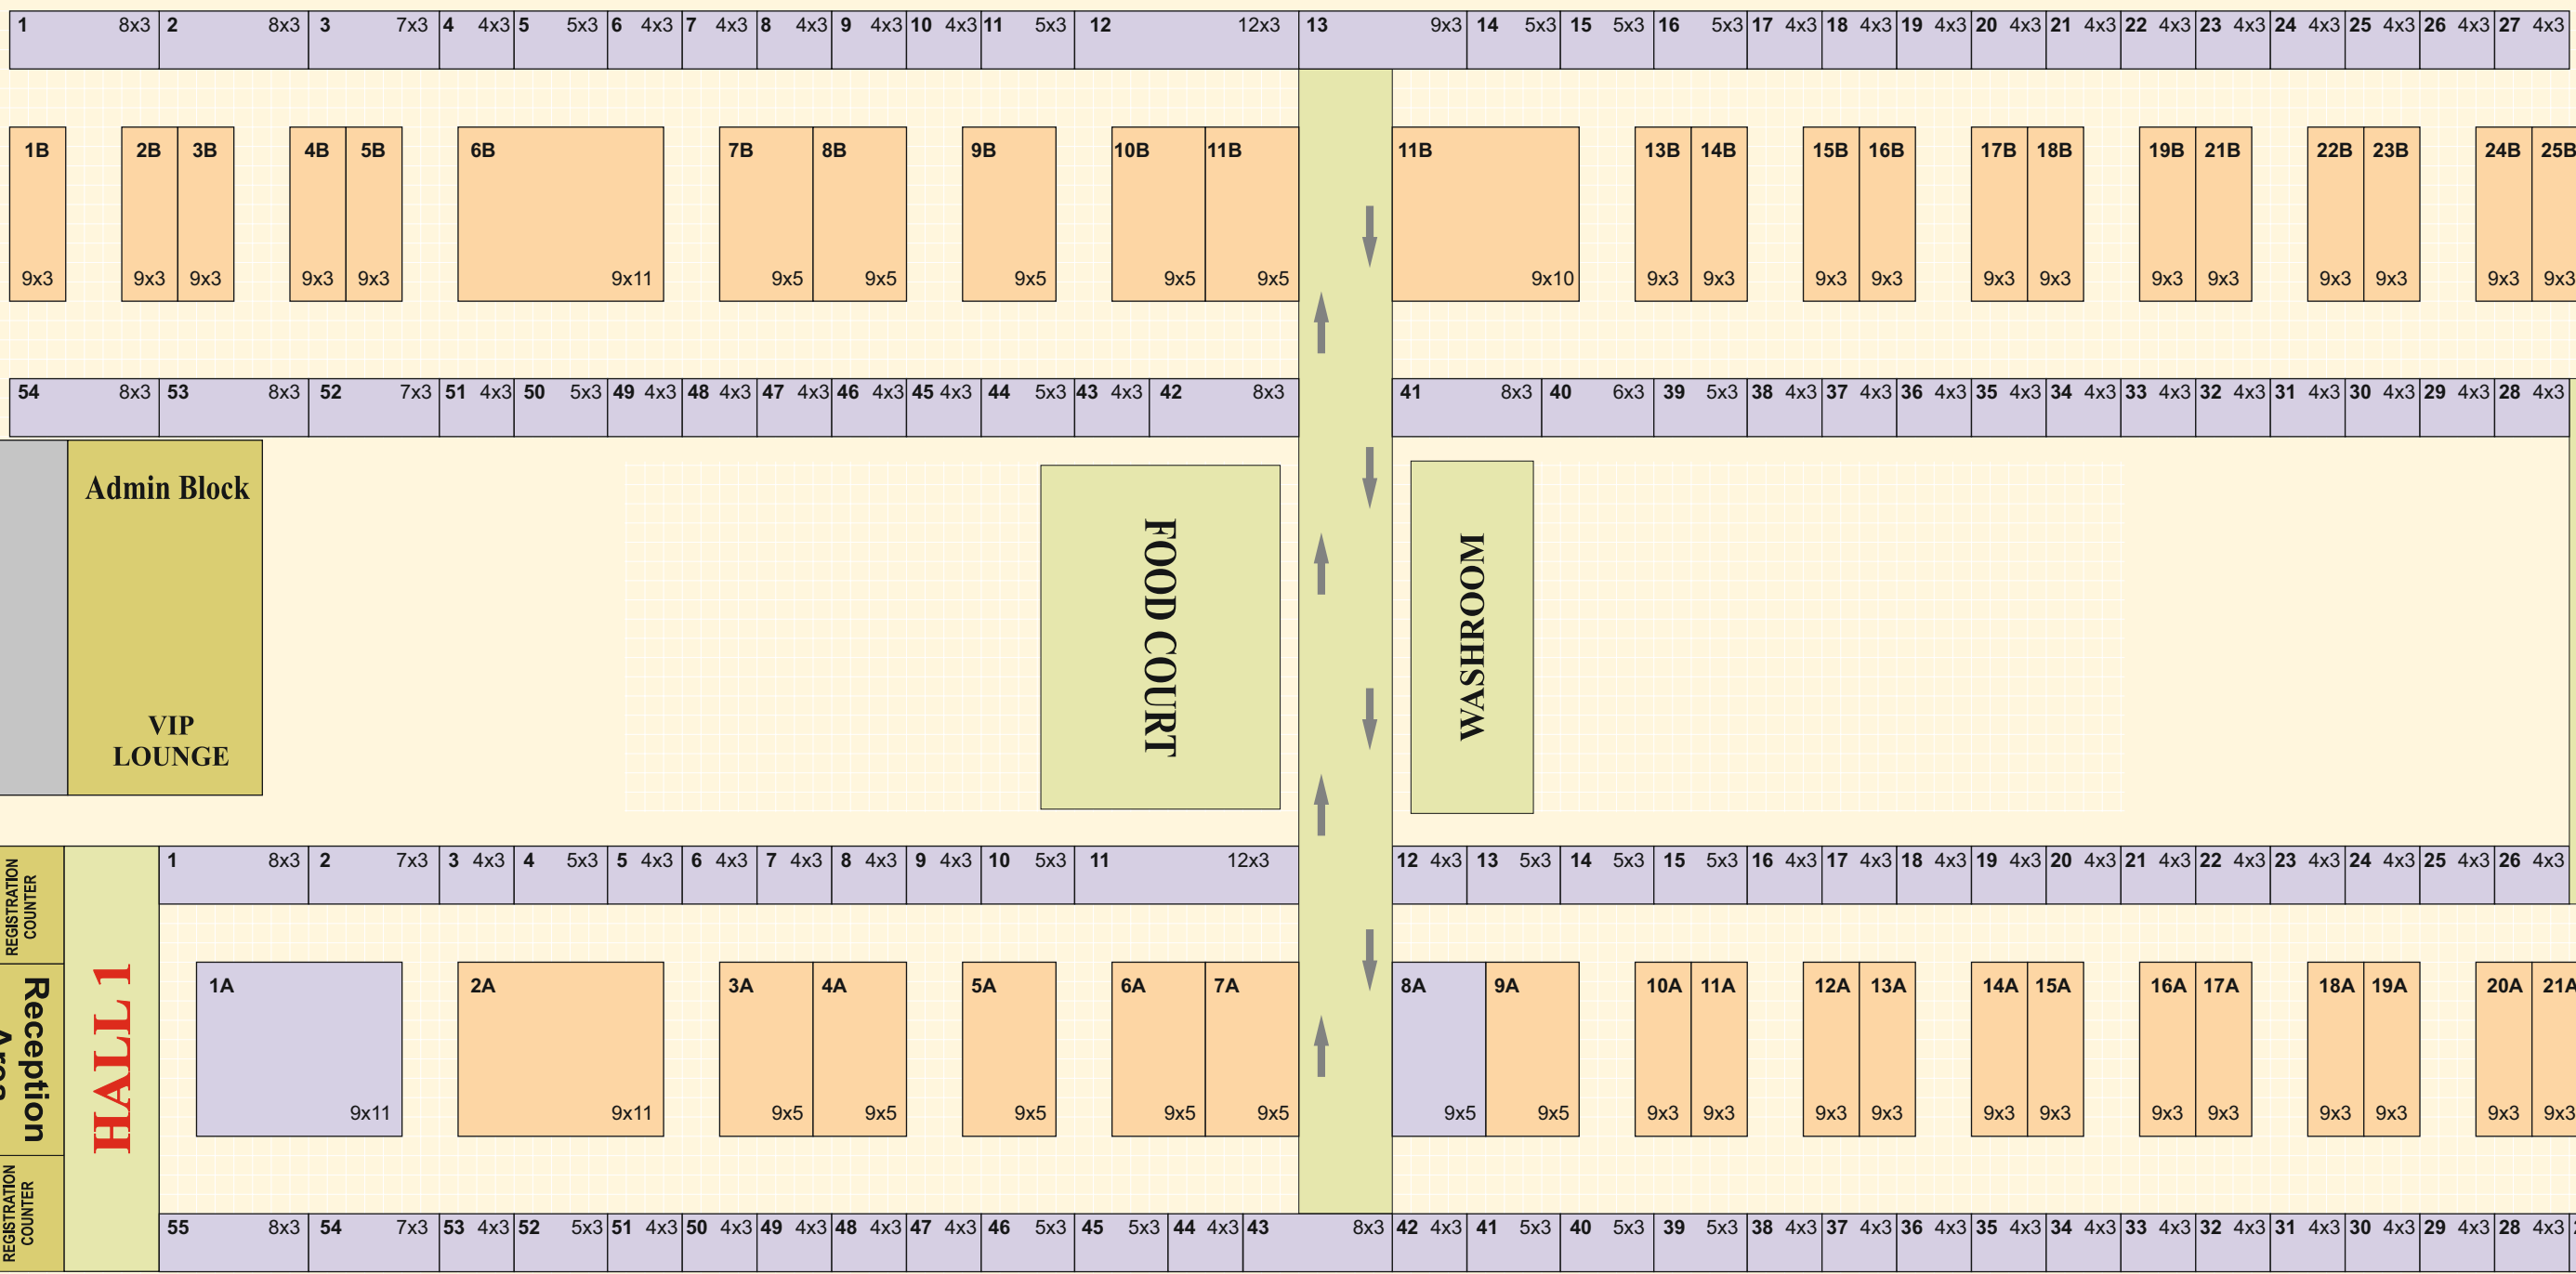 1 8x3 2 8x3 3 7x3 4 4x3 5 5x3 6 4x3 7 4x3 8 4x3 9 4x3 10 4x3 11 5x3 12 12x3 13 9x3 14 5x3 15 5x3 16 5x3 17 4x3 18 4x3 19 4x3 20 4x3 21 4x3 22 4x3 23 4x3 24 4x3 25 4x3 26 4x3 27 4x3
1B 2B 3B 4B 5B 6B 7B 8B 9B 10B 11B 11B 13B 14B 15B 16B 17B 18B 19B 21B 22B 23B 24B 25B
9x3 9x3 9x3 9x3 9x3 9x11 9x5 9x5 9x5 9x5 9x5 9x10 9x3 9x3 9x3 9x3 9x3 9x3 9x3 9x3 9x3 9x3 9x3 9x3
54 8x3 53 8x3 52 7x3 51 4x3 50 5x3 49 4x3 48 4x3 47 4x3 46 4x3 45 4x3 44 5x3 43 4x3 42 8x3 41 8x3 40 6x3 39 5x3 38 4x3 37 4x3 36 4x3 35 4x3 34 4x3 33 4x3 32 4x3 31 4x3 30 4x3 29 4x3 28 4x3
Admin Block
VIP
LOUNGE
FOOD COURT
WASHROOM
REGISTRATION
COUNTER
Reception
REGISTRATION
COUNTER
HALL 1
1 8x3 2 7x3 3 4x3 4 5x3 5 4x3 6 4x3 7 4x3 8 4x3 9 4x3 10 5x3 11 12x3 12 4x3 13 5x3 14 5x3 15 5x3 16 4x3 17 4x3 18 4x3 19 4x3 20 4x3 21 4x3 22 4x3 23 4x3 24 4x3 25 4x3 26 4x3
1A 2A 3A 4A 5A 6A 7A 8A 9A 10A 11A 12A 13A 14A 15A 16A 17A 18A 19A 20A 21A
9x11 9x11 9x5 9x5 9x5 9x5 9x5 9x5 9x5 9x3 9x3 9x3 9x3 9x3 9x3 9x3 9x3 9x3 9x3 9x3 9x3
55 8x3 54 7x3 53 4x3 52 5x3 51 4x3 50 4x3 49 4x3 48 4x3 47 4x3 46 5x3 45 5x3 44 4x3 43 8x3 42 4x3 41 5x3 40 5x3 39 5x3 38 4x3 37 4x3 36 4x3 35 4x3 34 4x3 33 4x3 32 4x3 31 4x3 30 4x3 29 4x3 28 4x3